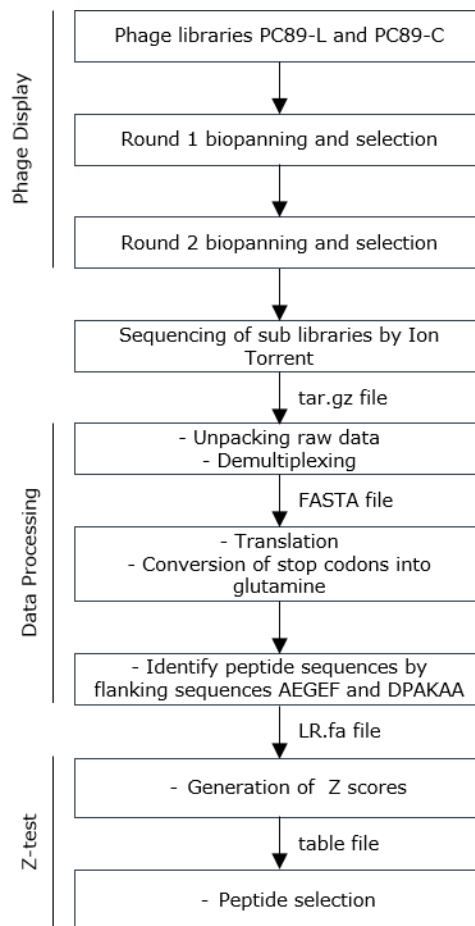 Phage Display
Phage libraries PC89-L and PC89-C
Round 1 biopanning and selection
Round 2 biopanning and selection
Sequencing of sub libraries by Ion
Torrent
tar.gz file
Data Processing
- Unpacking raw data
- Demultiplexing
FASTA file
- Translation
- Conversion of stop codons into
glutamine
- Identify peptide sequences by
flanking sequences AEGEF and DPAKAA
LR.fa file
Z-test
- Generation of Z scores
table file
- Peptide selection